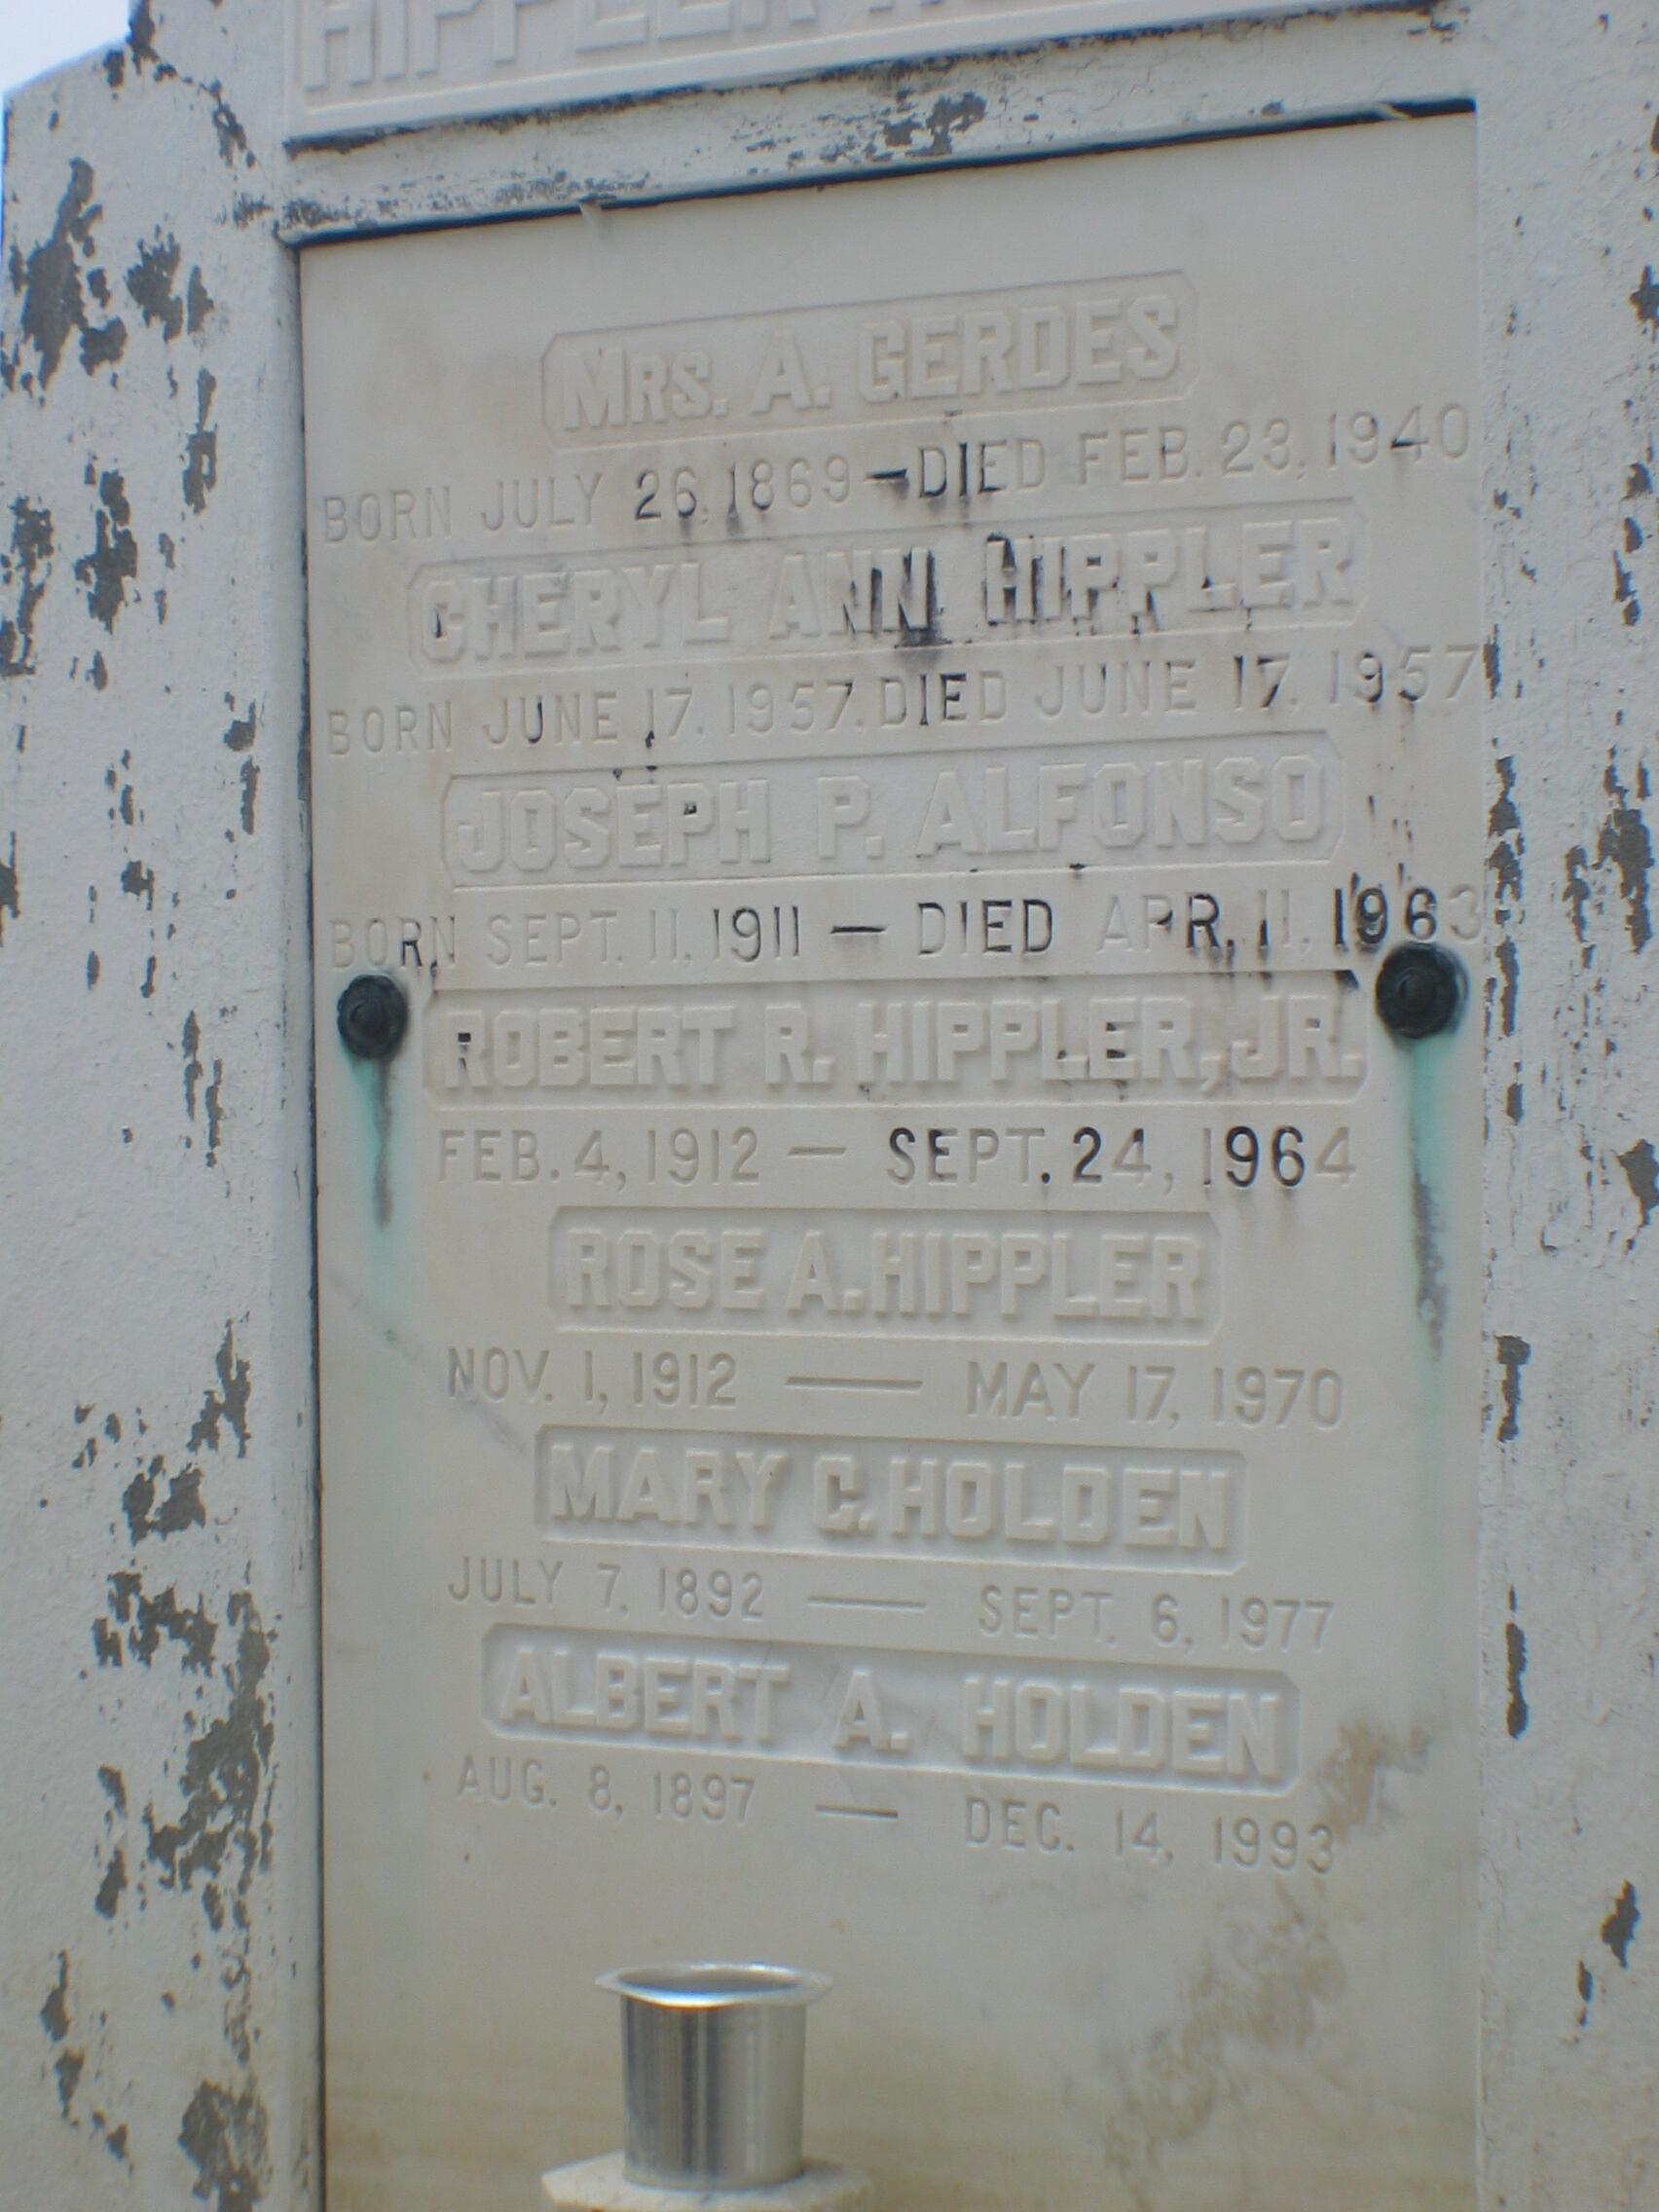 HIPPLER
Mrs. A. GERDES
BORN JULY 26, 1869 — DIED FEB. 23, 1940
CHERYL ANN HIPPLER
BORN JUNE 17. 1957. DIED JUNE 17. 1957
JOSEPH P. ALFONSO
BORN SEPT. 11, 1911 — DIED APR. 11, 1963
ROBERT R. HIPPLER, JR.
FEB. 4, 1912 — SEPT. 24, 1964
ROSE A. HIPPLER
NOV. 1, 1912 — MAY 17, 1970
MARY C. HOLDEN
JULY 7, 1892 — SEPT. 6, 1977
ALBERT A. HOLDEN
AUG. 8, 1897 — DEC. 14, 1993